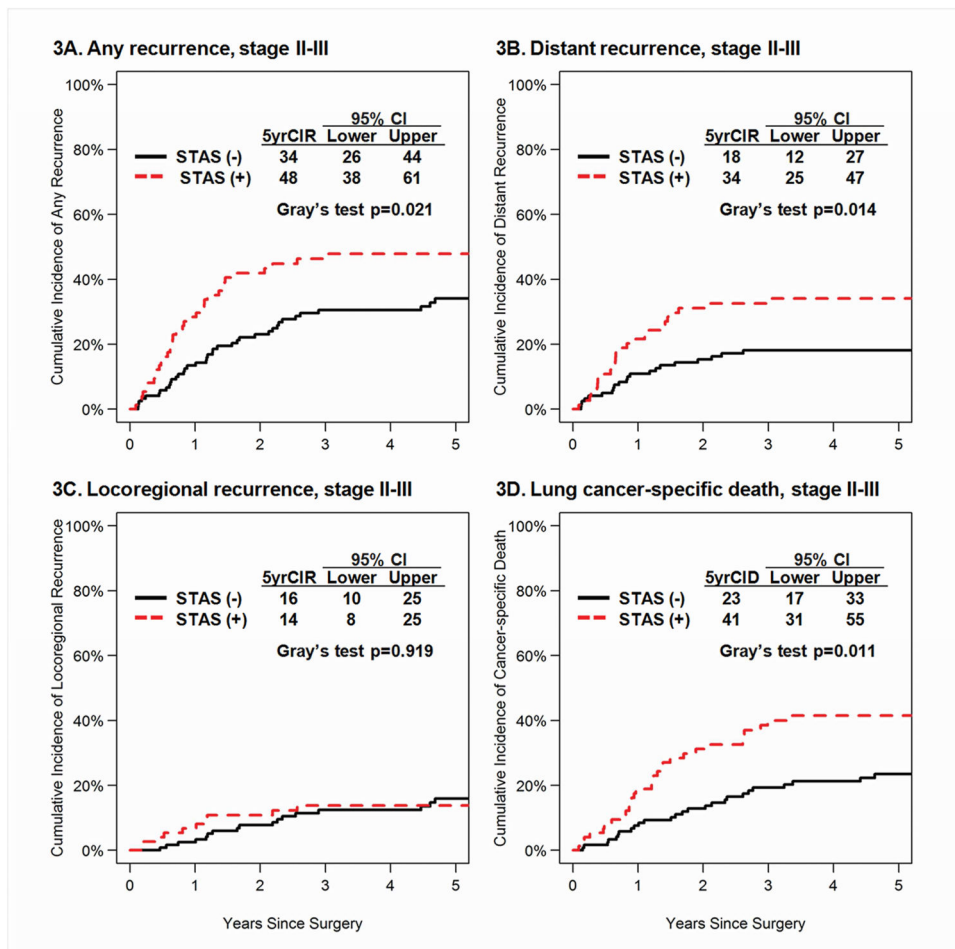 3A. Any recurrence, stage II-III
Cumulative Incidence of Any Recurrence
100%
80%
60%
40%
20%
0%
95% CI
5yrCIR Lower Upper
STAS (-) 34 26 44
STAS (+) 48 38 61
Gray's test p=0.021
0 1 2 3 4 5
3B. Distant recurrence, stage II-III
Cumulative Incidence of Distant Recurrence
100%
80%
60%
40%
20%
0%
95% CI
5yrCIR Lower Upper
STAS (-) 18 12 27
STAS (+) 34 25 47
Gray's test p=0.014
0 1 2 3 4 5
3C. Locoregional recurrence, stage II-III
Cumulative Incidence of Locoregional Recurrence
100%
80%
60%
40%
20%
0%
95% CI
5yrCIR Lower Upper
STAS (-) 16 10 25
STAS (+) 14 8 25
Gray's test p=0.919
0 1 2 3 4 5
Years Since Surgery
3D. Lung cancer-specific death, stage II-III
Cumulative Incidence of Cancer-specific Death
100%
80%
60%
40%
20%
0%
95% CI
5yrCID Lower Upper
STAS (-) 23 17 33
STAS (+) 41 31 55
Gray's test p=0.011
0 1 2 3 4 5
Years Since Surgery